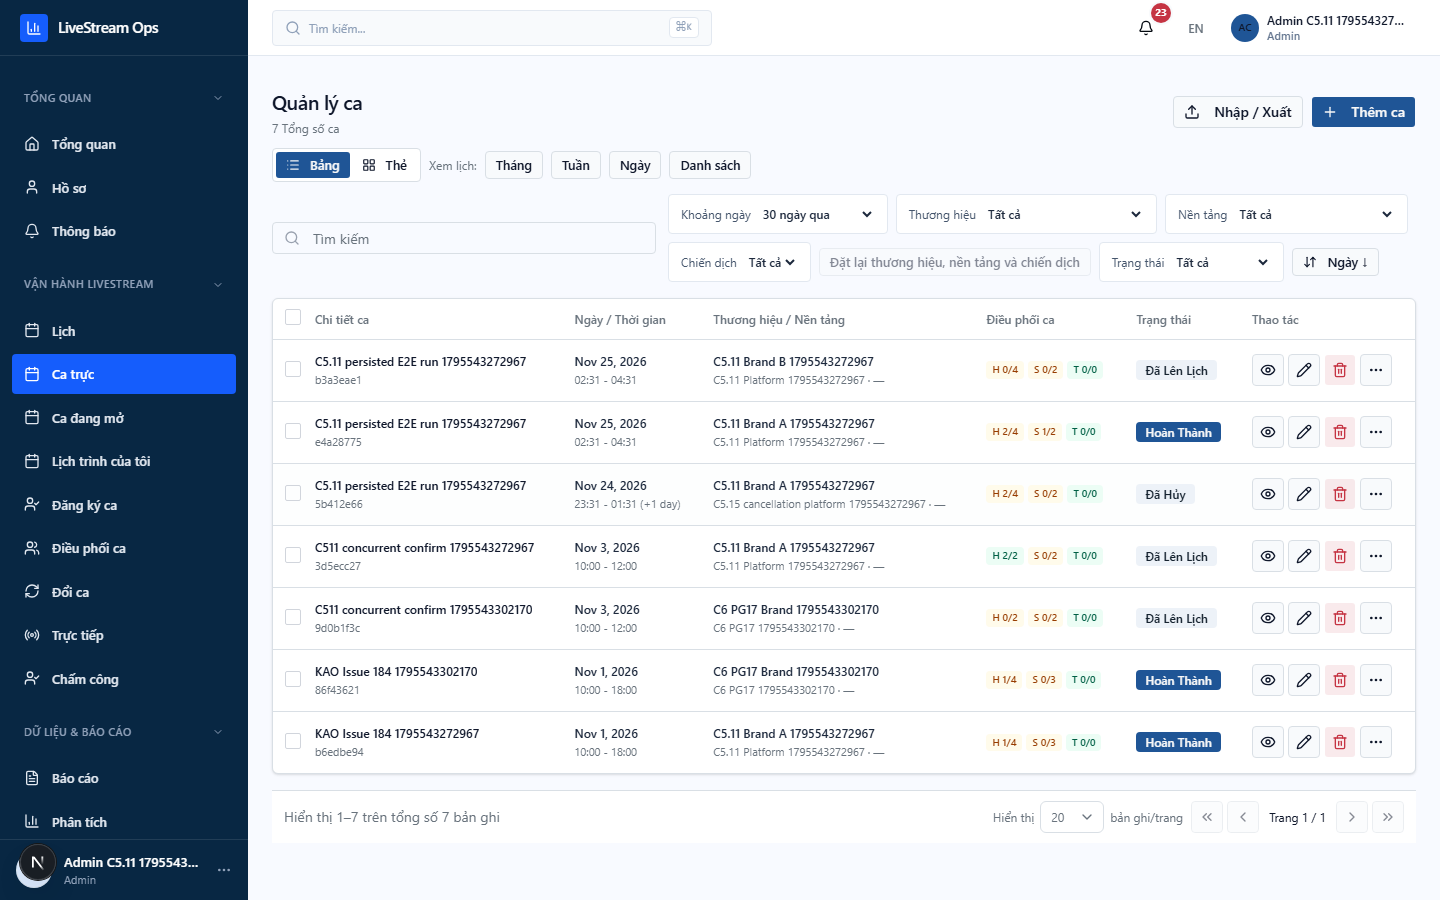 LiveStream Ops
Tìm kiếm...
⌘K
23
EN
AC
Admin C5.11 179554327...
Admin
TỔNG QUAN
Tổng quan
Hồ sơ
Thông báo
VẬN HÀNH LIVESTREAM
Lịch
Ca trực
Ca đang mở
Lịch trình của tôi
Đăng ký ca
Điều phối ca
Đổi ca
Trực tiếp
Chấm công
DỮ LIỆU & BÁO CÁO
Báo cáo
Phân tích
N
Admin C5.11 1795543...
Admin
Quản lý ca
7 Tổng số ca
Nhập / Xuất
Thêm ca
Bảng
Thẻ
Xem lịch:
Tháng
Tuần
Ngày
Danh sách
Tìm kiếm
Khoảng ngày 30 ngày qua
Thương hiệu Tất cả
Nền tảng Tất cả
Chiến dịch Tất cả
Đặt lại thương hiệu, nền tảng và chiến dịch
Trạng thái Tất cả
Ngày ↓
Chi tiết ca Ngày / Thời gian Thương hiệu / Nền tảng Điều phối ca Trạng thái Thao tác
C5.11 persisted E2E run 1795543272967 Nov 25, 2026 C5.11 Brand B 1795543272967
H 0/4 S 0/2 T 0/0 Đã Lên Lịch
b3a3eae1 02:31 - 04:31 C5.11 Platform 1795543272967 · —
C5.11 persisted E2E run 1795543272967 Nov 25, 2026 C5.11 Brand A 1795543272967
H 2/4 S 1/2 T 0/0 Hoàn Thành
e4a28775 02:31 - 04:31 C5.11 Platform 1795543272967 · —
C5.11 persisted E2E run 1795543272967 Nov 24, 2026 C5.11 Brand A 1795543272967
H 2/4 S 0/2 T 0/0 Đã Hủy
5b412e66 23:31 - 01:31 (+1 day) C5.15 cancellation platform 1795543272967 · —
C511 concurrent confirm 1795543272967 Nov 3, 2026 C5.11 Brand A 1795543272967
H 2/2 S 0/2 T 0/0 Đã Lên Lịch
3d5ecc27 10:00 - 12:00 C5.11 Platform 1795543272967 · —
C511 concurrent confirm 1795543302170 Nov 3, 2026 C6 PG17 Brand 1795543302170
H 0/2 S 0/2 T 0/0 Đã Lên Lịch
9d0b1f3c 10:00 - 12:00 C6 PG17 1795543302170 · —
KAO Issue 184 1795543302170 Nov 1, 2026 C6 PG17 Brand 1795543302170
H 1/4 S 0/3 T 0/0 Hoàn Thành
86f43621 10:00 - 18:00 C6 PG17 1795543302170 · —
KAO Issue 184 1795543272967 Nov 1, 2026 C5.11 Brand A 1795543272967
H 1/4 S 0/3 T 0/0 Hoàn Thành
b6edbe94 10:00 - 18:00 C5.11 Platform 1795543272967 · —
Hiển thị 1–7 trên tổng số 7 bản ghi
Hiển thị 20 bản ghi/trang
Trang 1 / 1